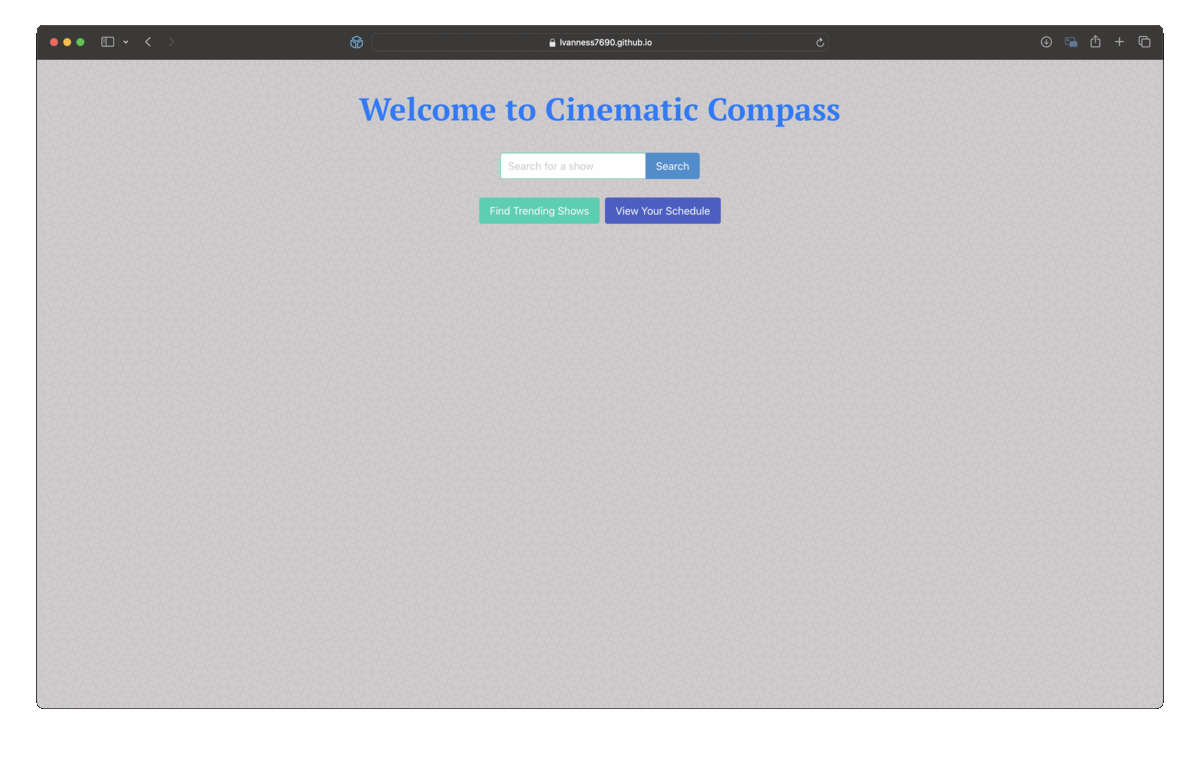 lvanness7690.github.io
Welcome to Cinematic Compass
Search for a show
Search
Find Trending Shows
View Your Schedule